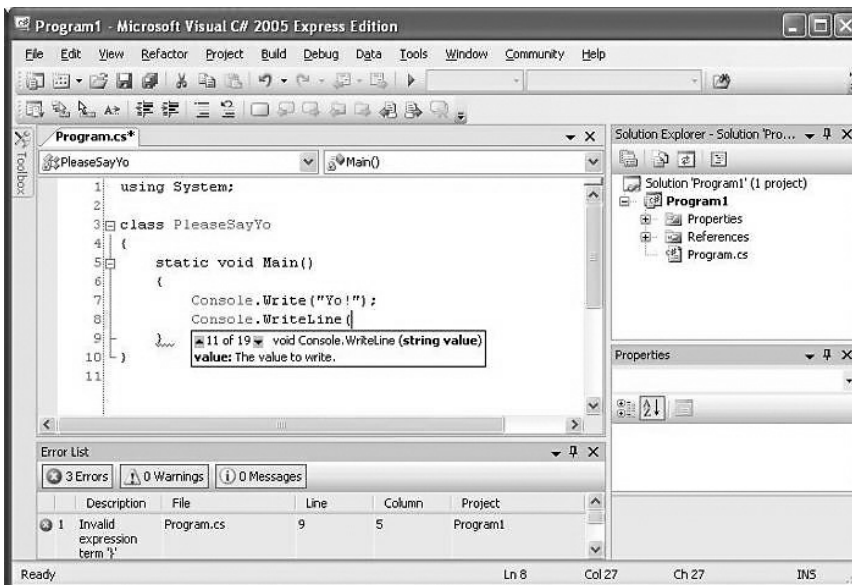 Program1 - Microsoft Visual C# 2005 Express Edition
File Edit View Refactor Project Build Debug Data Tools Window Community Help
Toolbox
Program.cs*
PleaseSayYo
Main()
1 using System;
2
3 class PleaseSayYo
4 {
5 static void Main()
6 {
7 Console.Write("Yo!");
8 Console.WriteLine(
9 }
10 }
11
11 of 19 void Console.WriteLine (string value)
value: The value to write.
Solution Explorer - Solution 'Pro...
Solution 'Program1' (1 project)
Program1
Properties
References
Program.cs
Properties
Error List
3 Errors 0 Warnings 0 Messages
Description File Line Column Project
1 Invalid expression term '}' Program.cs 9 5 Program1
Ready Ln 8 Col 27 Ch 27 INS